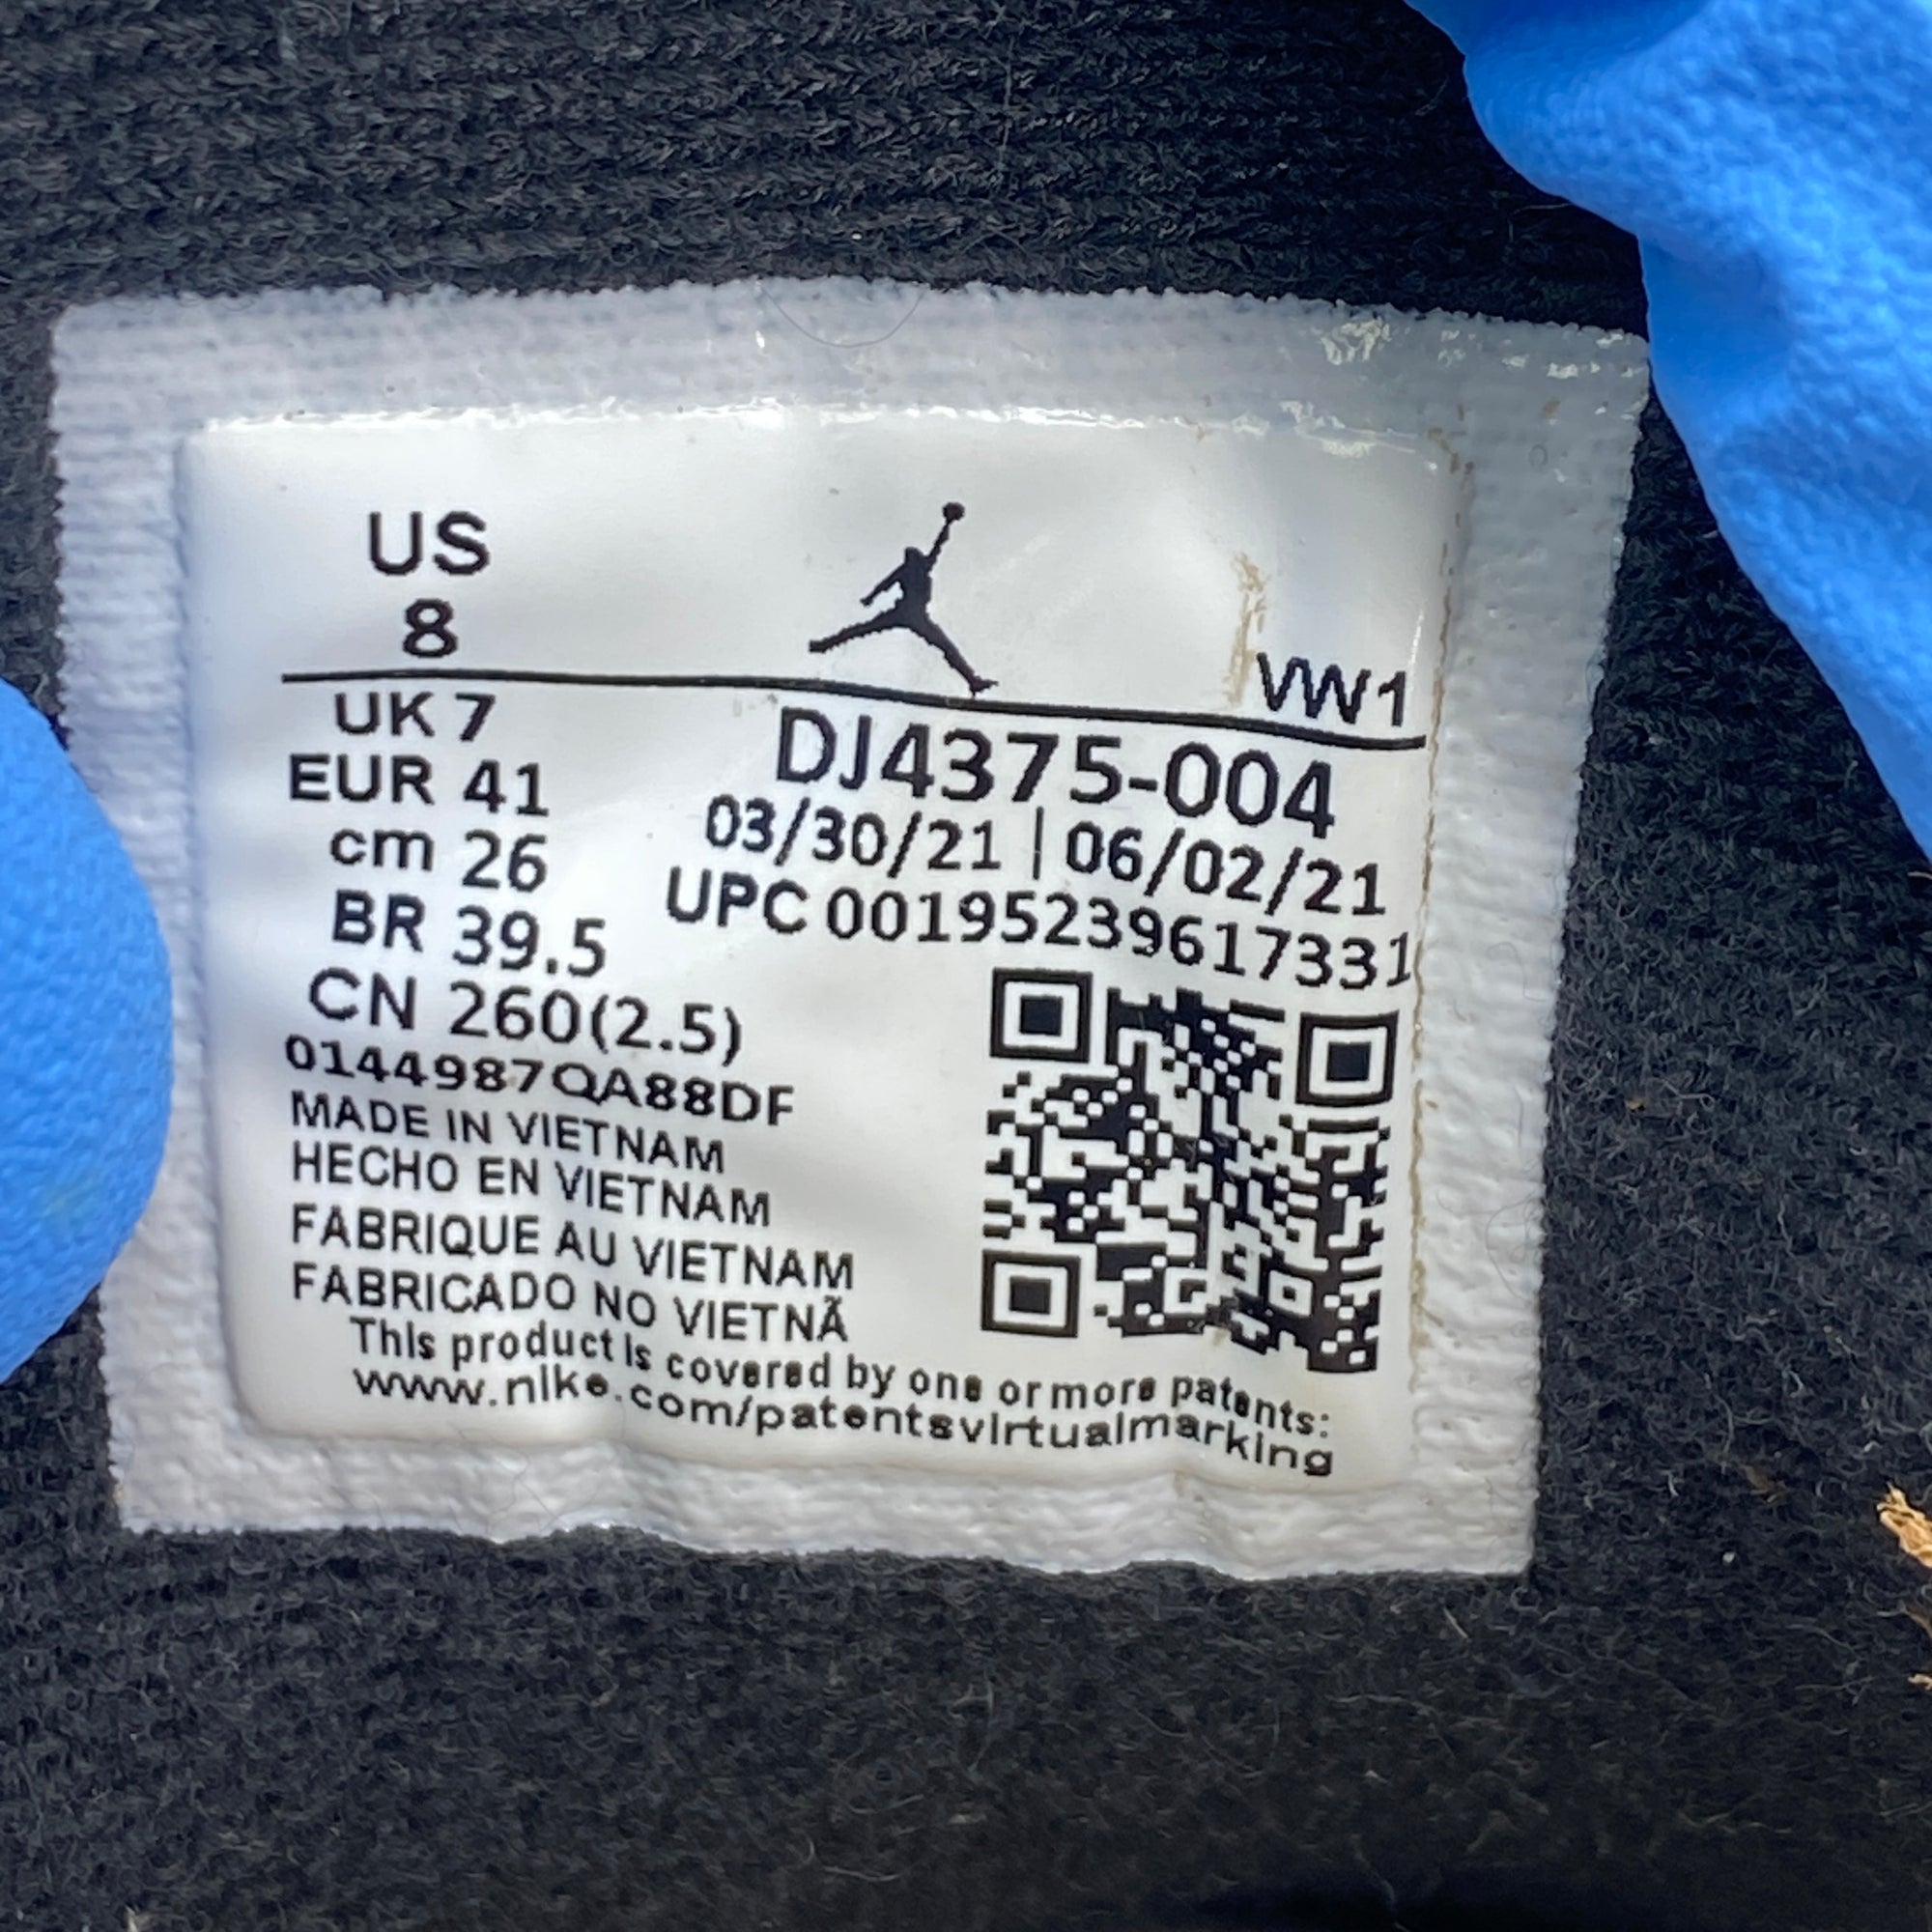 US
8
VW1
UK 7
EUR 41
cm 26
BR 39.5
CN 260(2.5)
DJ4375-004
03/30/21 | 06/02/21
UPC 00195239617331
0144987QA88DF
MADE IN VIETNAM
HECHO EN VIETNAM
FABRIQUE AU VIETNAM
FABRICADO NO VIETNÃ
This product is covered by one or more patents:
www.nike.com/patentsvirtualmarking